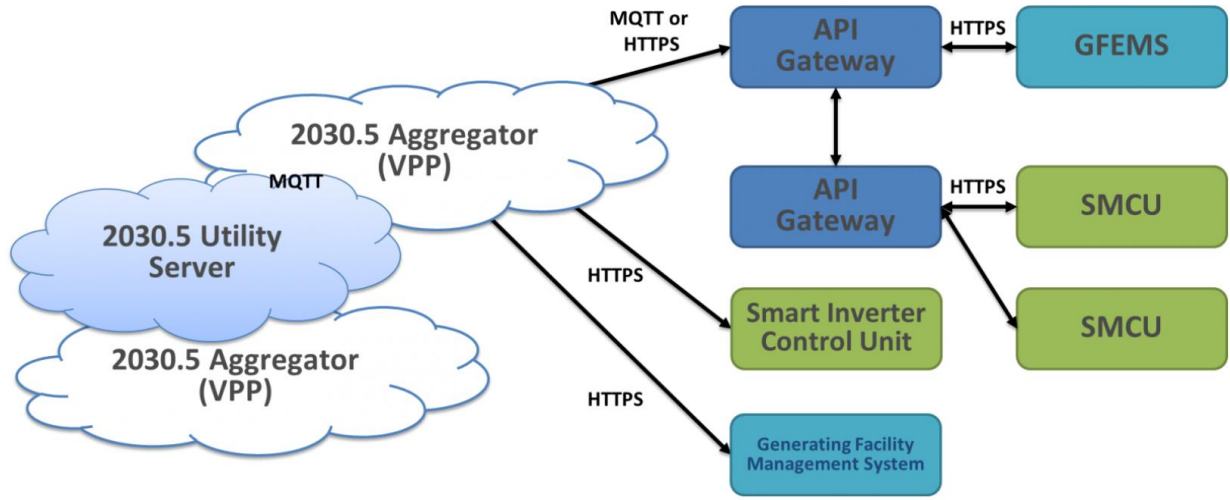 MQTT or
HTTPS
API
Gateway
HTTPS
GFEMS
2030.5 Aggregator
(VPP)
MQTT
API
Gateway
HTTPS
SMCU
2030.5 Utility
Server
HTTPS
Smart Inverter
Control Unit
SMCU
2030.5 Aggregator
(VPP)
HTTPS
Generating Facility
Management System